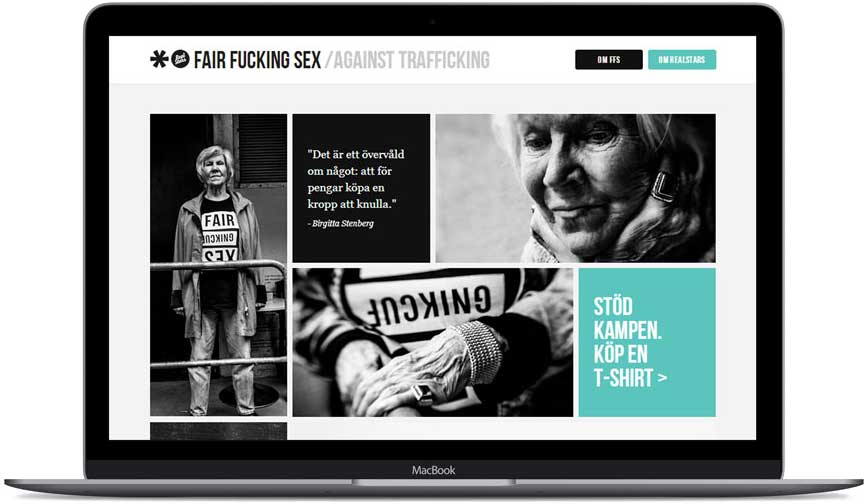 FAIR FUCKING SEX /AGAINST TRAFFICKING
OM FFS
OM REALSTARS
FAIR
FUCKING
SEX
"Det är ett övervåld
om något: att för
pengar köpa en
kropp att knulla."
- Birgitta Stenberg
FUCKING
STÖD
KAMPEN.
KÖP EN
T-SHIRT >
MacBook